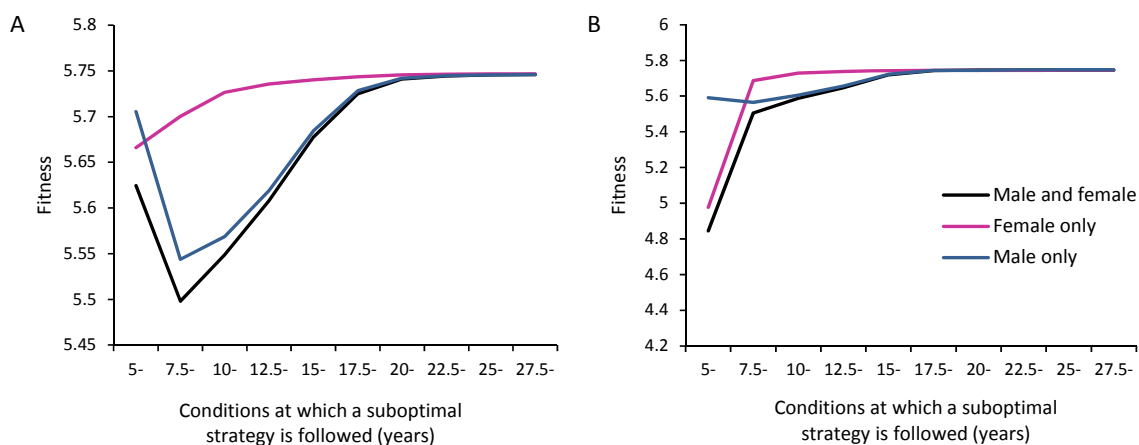 A
5.8
5.75
5.7
5.65
5.6
5.55
5.5
5.45
Fitness
5- 7.5- 10- 12.5- 15- 17.5- 20- 22.5- 25- 27.5-
Conditions at which a suboptimal
strategy is followed (years)
B
6
5.8
5.6
5.4
5.2
5
4.8
4.6
4.4
4.2
Fitness
Male and female
Female only
Male only
5- 7.5- 10- 12.5- 15- 17.5- 20- 22.5- 25- 27.5-
Conditions at which a suboptimal
strategy is followed (years)